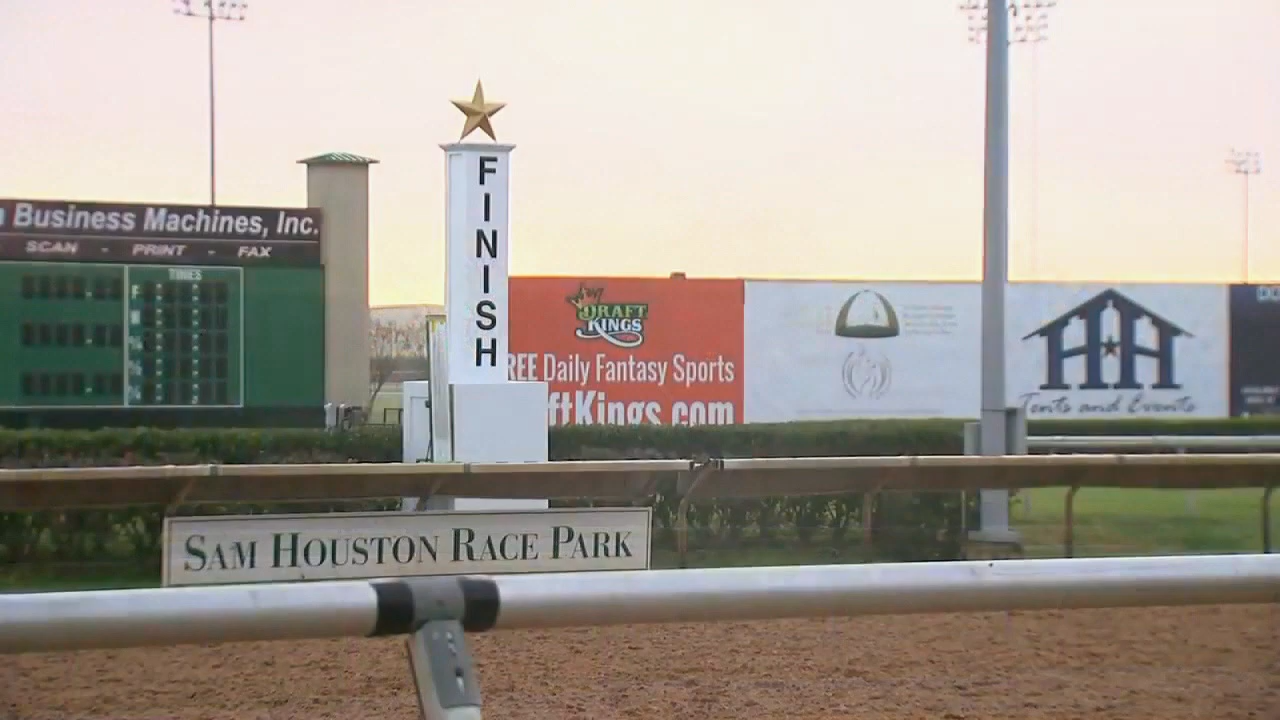 Business Machines, Inc.
SCAN - PRINT - FAX
TIMES
FINISH
DRAFT
KINGS
REE Daily Fantasy Sports
ftKings.com
HH
Tents and Events
SAM HOUSTON RACE PARK